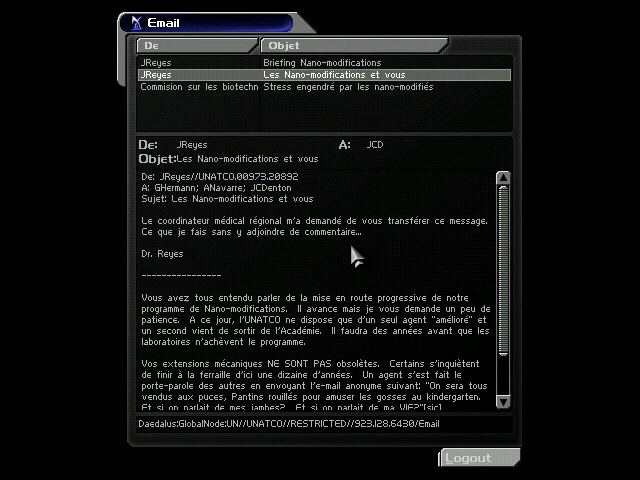 Email
De Objet
JReyes Briefing Nano-modifications
JReyes Les Nano-modifications et vous
Commision sur les biotechn Stress engendré par les nano-modifiés
De: JReyes A: JCD
Objet: Les Nano-modifications et vous
De: JReyes//UNATCO.00973.20892
A: GHermann; ANavarre; JCDenton
Sujet: Les Nano-modifications et vous
Le coordinateur médical régional m'a demandé de vous transférer ce message.
Ce que je fais sans y adjoindre de commentaire...
Dr. Reyes
----------------
Vous avez tous entendu parler de la mise en route progressive de notre
programme de Nano-modifications. Il avance mais je vous demande un peu de
patience. A ce jour, l'UNATCO ne dispose que d'un seul agent "amélioré" et
un second vient de sortir de l'Académie. Il faudra des années avant que les
laboratoires n'achèvent le programme.
Vos extensions mécaniques NE SONT PAS obsolètes. Certains s'inquiètent
de finir à la ferraille d'ici une dizaine d'années. Un agent s'est fait le
porte-parole des autres en envoyant l'e-mail anonyme suivant: "On sera tous
vendus aux puces, Pantins rouillés pour amuser les gosses au kindergarten.
Et si on parlait de mes jambes? Et si on parlait de ma VIE?"[sic]
Daedalus:GlobalNode:UN//UNATCO//RESTRICTED//923.128.6430/Email
Logout